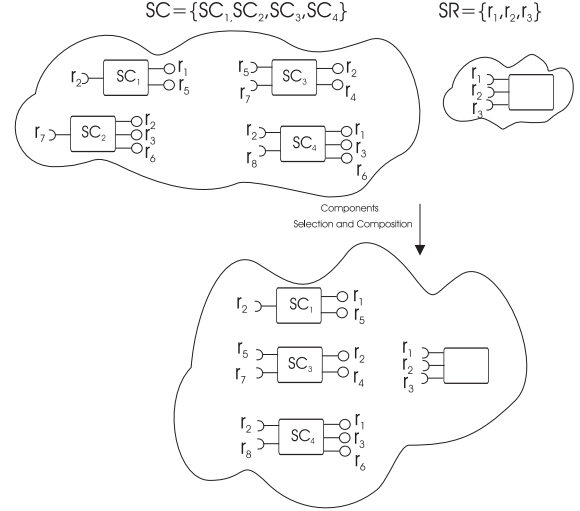 SC={SC₁,SC₂,SC₃,SC₄} SR={r₁,r₂,r₃}
r₂ SC₁ r₁ r₅
r₅ r₇ SC₃ r₂ r₄
r₁ r₂ r₃
r₇ SC₂ r₂ r₃ r₆
r₂ r₈ SC₄ r₁ r₃ r₆
Components
Selection and Composition
r₂ SC₁ r₁ r₅
r₅ r₇ SC₃ r₂ r₄
r₁ r₂ r₃
r₂ r₈ SC₄ r₁ r₃ r₆